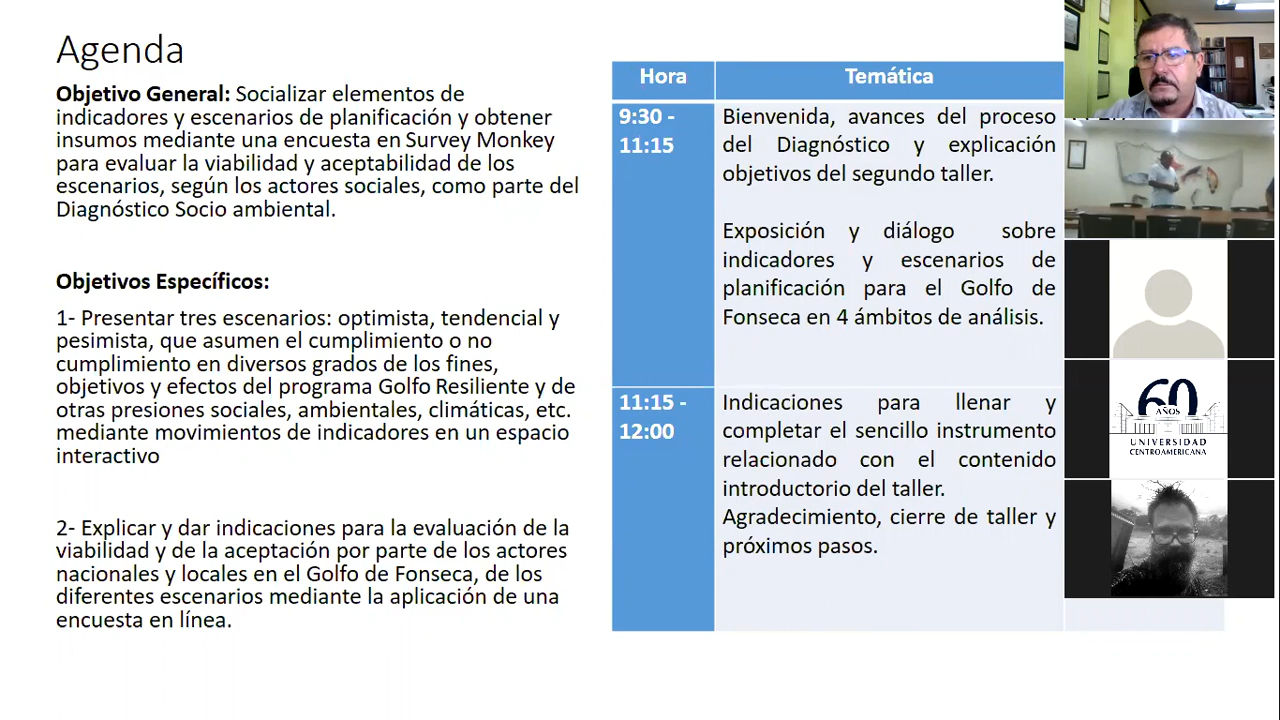 Agenda
Objetivo General: Socializar elementos de
indicadores y escenarios de planificación y obtener
insumos mediante una encuesta en Survey Monkey
para evaluar la viabilidad y aceptabilidad de los
escenarios, según los actores sociales, como parte del
Diagnóstico Socio ambiental.
Objetivos Específicos:
1- Presentar tres escenarios: optimista, tendencial y
pesimista, que asumen el cumplimiento o no
cumplimiento en diversos grados de los fines,
objetivos y efectos del programa Golfo Resiliente y de
otras presiones sociales, ambientales, climáticas, etc.
mediante movimientos de indicadores en un espacio
interactivo
2- Explicar y dar indicaciones para la evaluación de la
viabilidad y de la aceptación por parte de los actores
nacionales y locales en el Golfo de Fonseca, de los
diferentes escenarios mediante la aplicación de una
encuesta en línea.
Hora
Temática
9:30 -
11:15
Bienvenida, avances del proceso
del Diagnóstico y explicación
objetivos del segundo taller.
Exposición y diálogo sobre
indicadores y escenarios de
planificación para el Golfo de
Fonseca en 4 ámbitos de análisis.
11:15 -
12:00
Indicaciones para llenar y
completar el sencillo instrumento
relacionado con el contenido
introductorio del taller.
Agradecimiento, cierre de taller y
próximos pasos.
60
AÑOS
UNIVERSIDAD
CENTROAMERICANA